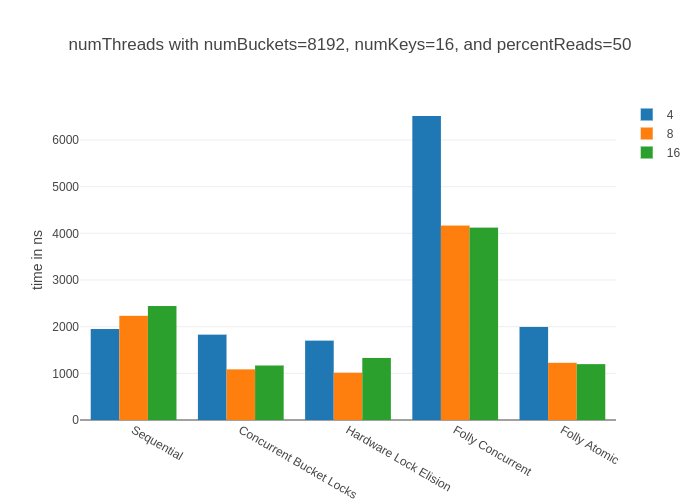 numThreads with numBuckets=8192, numKeys=16, and percentReads=50
4
8
16
time in ns
6000
5000
4000
3000
2000
1000
0
Sequential
Concurrent Bucket Locks
Hardware Lock Elision
Folly Concurrent
Folly Atomic